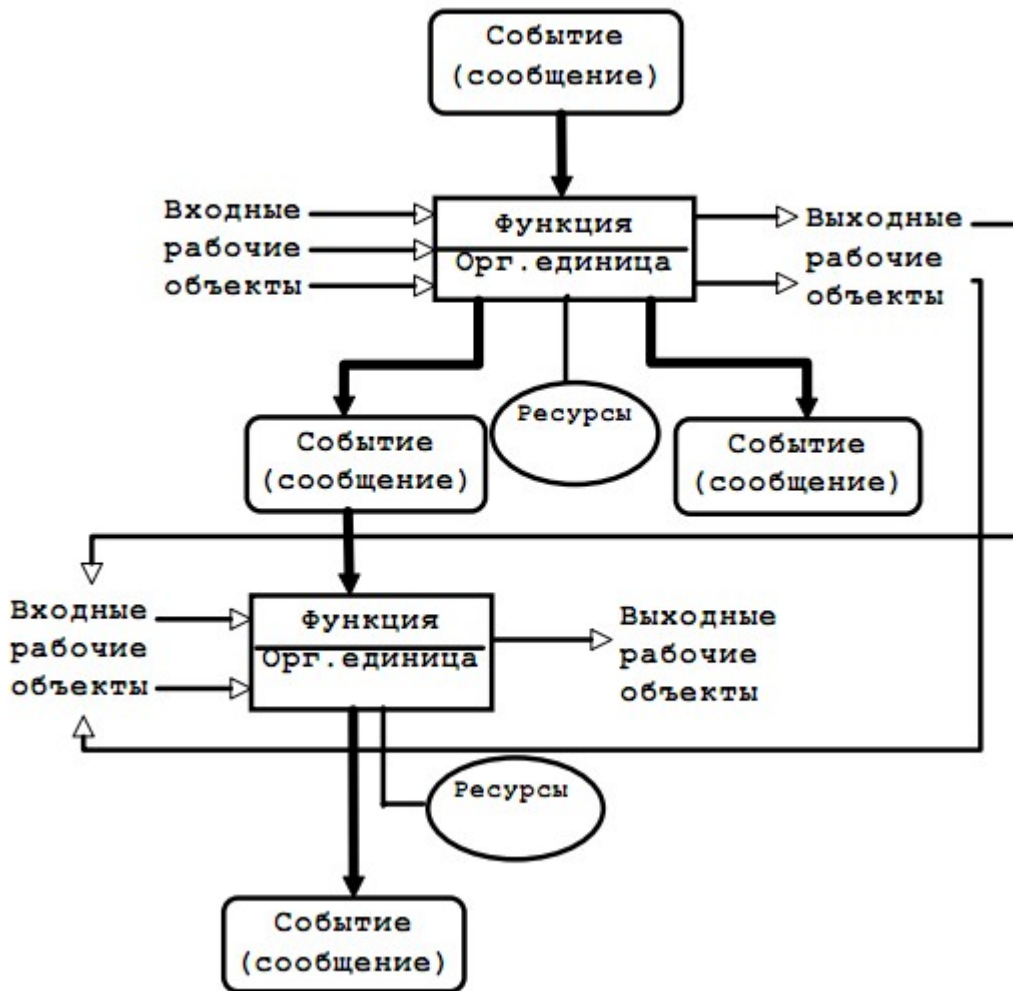 Событие
(сообщение)
Входные
рабочие
объекты
Функция
Орг.единица
Выходные
рабочие
объекты
Ресурсы
Событие
(сообщение)
Событие
(сообщение)
Входные
рабочие
объекты
Функция
Орг.единица
Выходные
рабочие
объекты
Ресурсы
Событие
(сообщение)